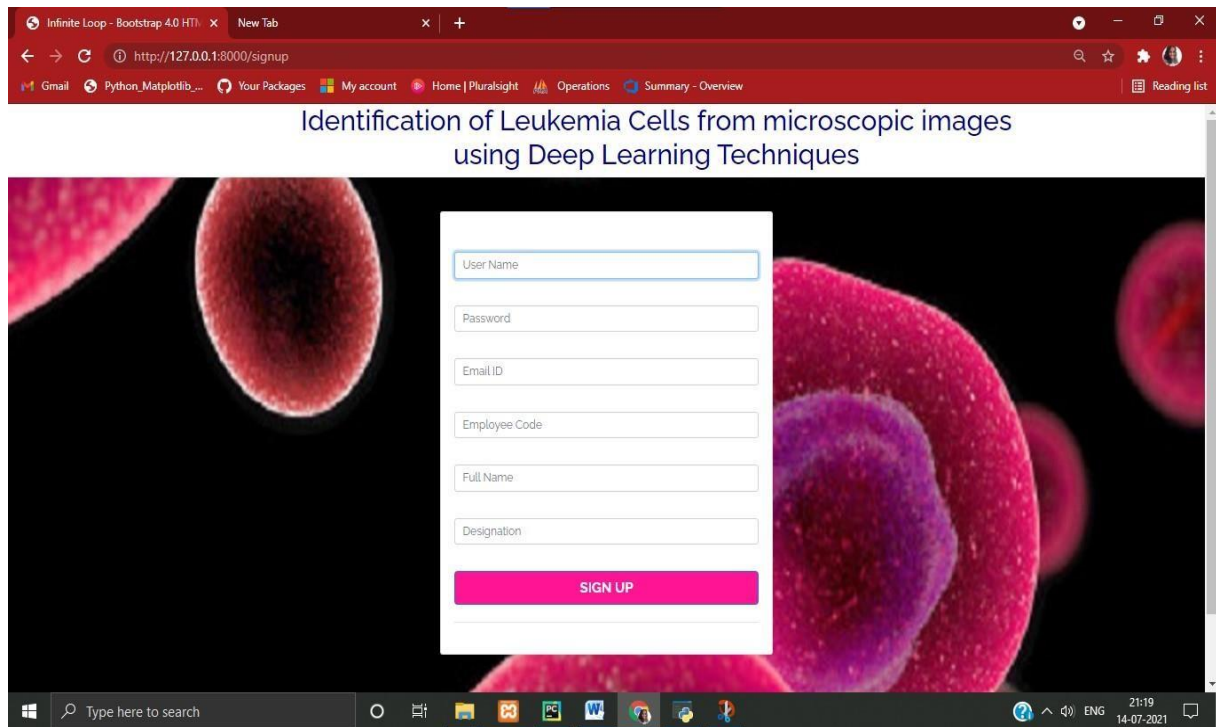 Infinite Loop - Bootstrap 4.0 HTM
New Tab
http://127.0.0.1:8000/signup
Gmail
Python_Matplotlib_...
Your Packages
My account
Home | Pluralsight
Operations
Summary - Overview
Reading list
Identification of Leukemia Cells from microscopic images
using Deep Learning Techniques
User Name
Password
Email ID
Employee Code
Full Name
Designation
SIGN UP
Type here to search
ENG
21:19
14-07-2021